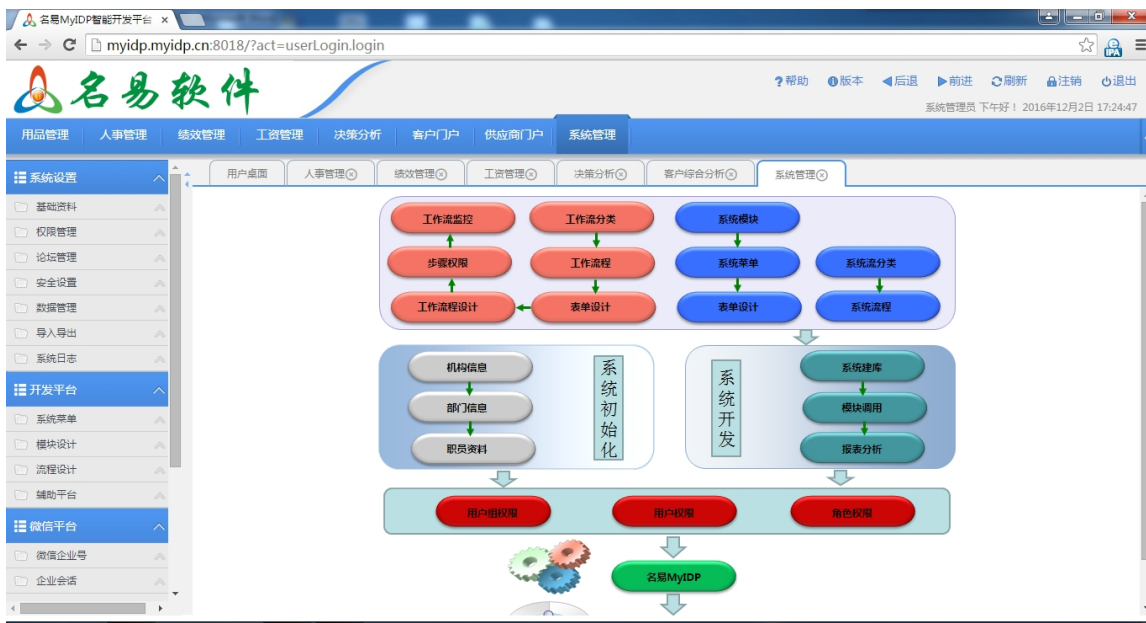 名易MyIDP智能开发平台
myidp.myidp.cn:8018/?act=userLogin.login
IPA
名易软件
帮助 版本 后退 前进 刷新 注销 退出
系统管理员 下午好！ 2016年12月2日 17:24:47
用品管理 人事管理 绩效管理 工资管理 决策分析 客户门户 供应商门户 系统管理
用户桌面 人事管理 绩效管理 工资管理 决策分析 客户综合分析 系统管理
系统设置
基础资料
权限管理
论坛管理
安全设置
数据管理
导入导出
系统日志
开发平台
系统菜单
模块设计
流程设计
辅助平台
微信平台
微信企业号
企业会话
工作流监控 工作流分类 系统模块
步骤权限 工作流程 系统菜单 系统流分类
工作流程设计 表单设计 表单设计 系统流程
机构信息
部门信息
职员资料
系统初始化
系统开发
系统建库
模块调用
报表分析
用户组权限 用户权限 角色权限
名易MyIDP